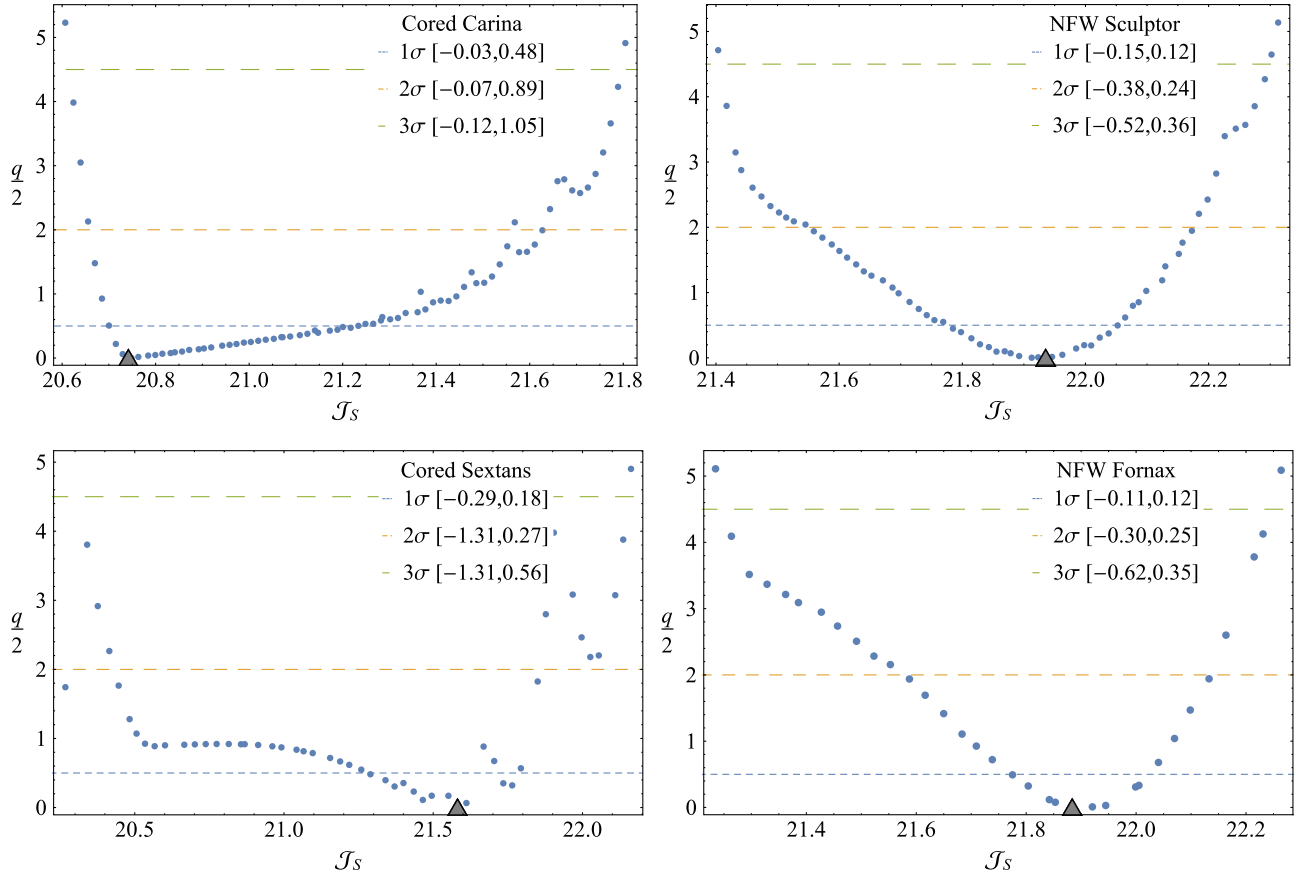 Cored Carina
1σ [−0.03,0.48]
2σ [−0.07,0.89]
3σ [−0.12,1.05]
5
4
3
2
1
0
q
2
20.6 20.8 21.0 21.2 21.4 21.6 21.8
𝒥S
NFW Sculptor
1σ [−0.15,0.12]
2σ [−0.38,0.24]
3σ [−0.52,0.36]
5
4
3
2
1
0
q
2
21.4 21.6 21.8 22.0 22.2
𝒥S
Cored Sextans
1σ [−0.29,0.18]
2σ [−1.31,0.27]
3σ [−1.31,0.56]
5
4
3
2
1
0
q
2
20.5 21.0 21.5 22.0
𝒥S
NFW Fornax
1σ [−0.11,0.12]
2σ [−0.30,0.25]
3σ [−0.62,0.35]
5
4
3
2
1
0
q
2
21.4 21.6 21.8 22.0 22.2
𝒥S